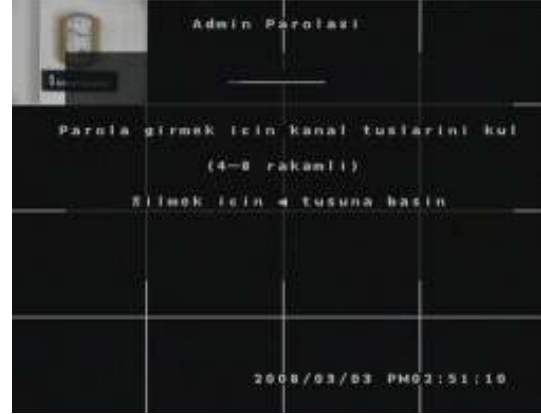 Admin Parolasi
Parola girmek icin kanal tuslarini kul
(4-8 rakamli)
Silmek icin ◄ tusuna basin
2008/03/03 PM02:51:10